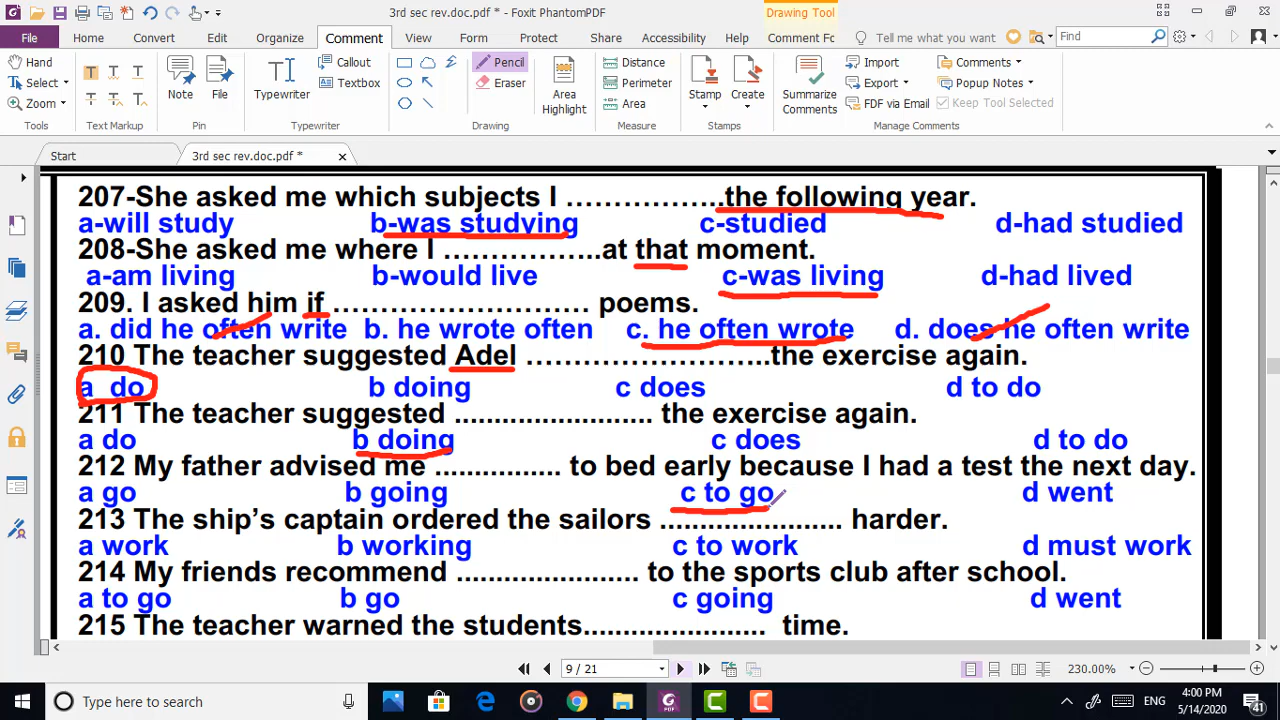 3rd sec rev.doc.pdf * - Foxit PhantomPDF
Drawing Tool
File Home Convert Edit Organize Comment View Form Protect Share Accessibility Help Comment Fc Tell me what you want... Find
Hand
Select
Zoom
Tools
Text Markup
Note File
Pin
Typewriter
Callout
Textbox
Typewriter
Pencil
Eraser
Drawing
Area Highlight
Distance
Perimeter
Area
Measure
Stamp Create
Stamps
Summarize Comments
Import
Export
FDF via Email
Comments
Popup Notes
Keep Tool Selected
Manage Comments
Start 3rd sec rev.doc.pdf *
207-She asked me which subjects I ……………..the following year.
a-will study b-was studying c-studied d-had studied
208-She asked me where I ……………..at that moment.
a-am living b-would live c-was living d-had lived
209. I asked him if ………………………… poems.
a. did he often write b. he wrote often c. he often wrote d. does he often write
210 The teacher suggested Adel ……………………….the exercise again.
a do b doing c does d to do
211 The teacher suggested ......................... the exercise again.
a do b doing c does d to do
212 My father advised me ................ to bed early because I had a test the next day.
a go b going c to go d went
213 The ship's captain ordered the sailors ....................... harder.
a work b working c to work d must work
214 My friends recommend ....................... to the sports club after school.
a to go b go c going d went
215 The teacher warned the students....................... time.
9 / 21 230.00%
Type here to search
ENG
4:00 PM
5/14/2020
41